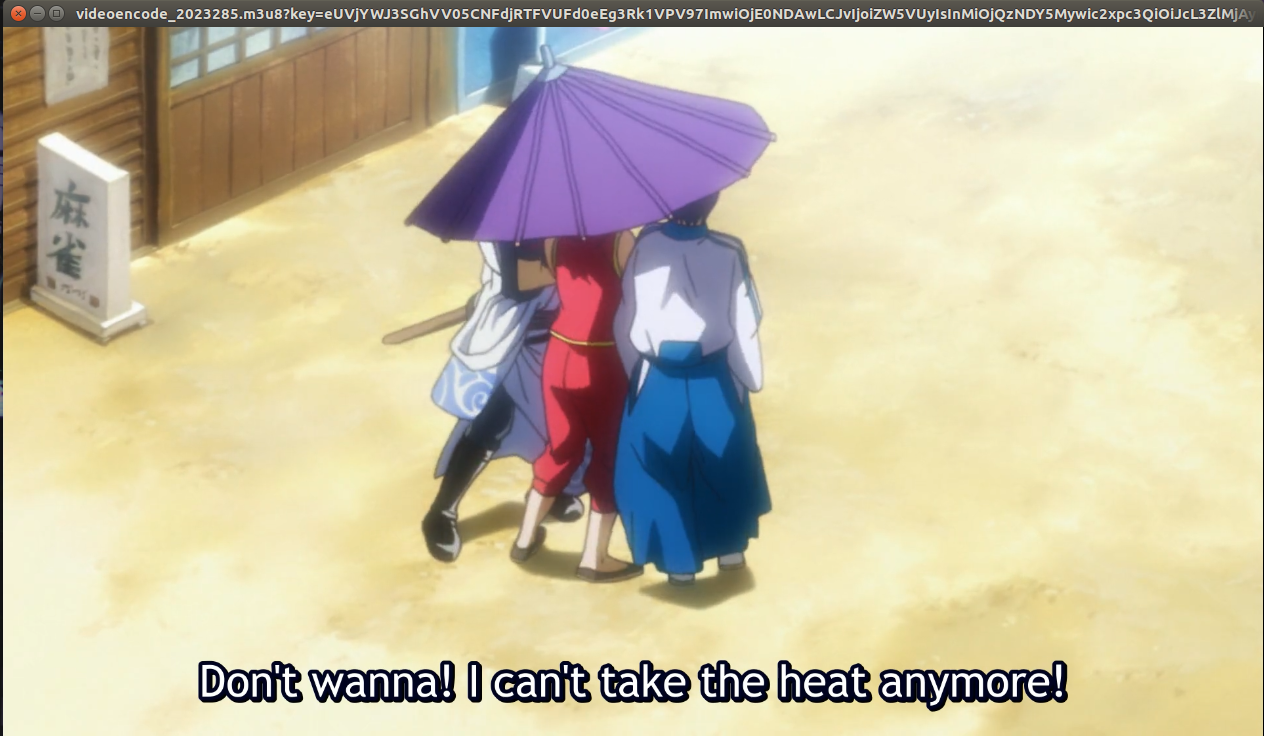 videoencode_2023285.m3u8?key=eUVjYWJ3SGhVV05CNFdjRTFVUFd0eEg3Rk1VPV97ImwiOjE0NDAwLCJvIjoiZW5VUyIsInMiOjQzNDY5Mywic2xpc3QiOiJcL3ZlMjAy
麻雀
Don't wanna! I can't take the heat anymore!